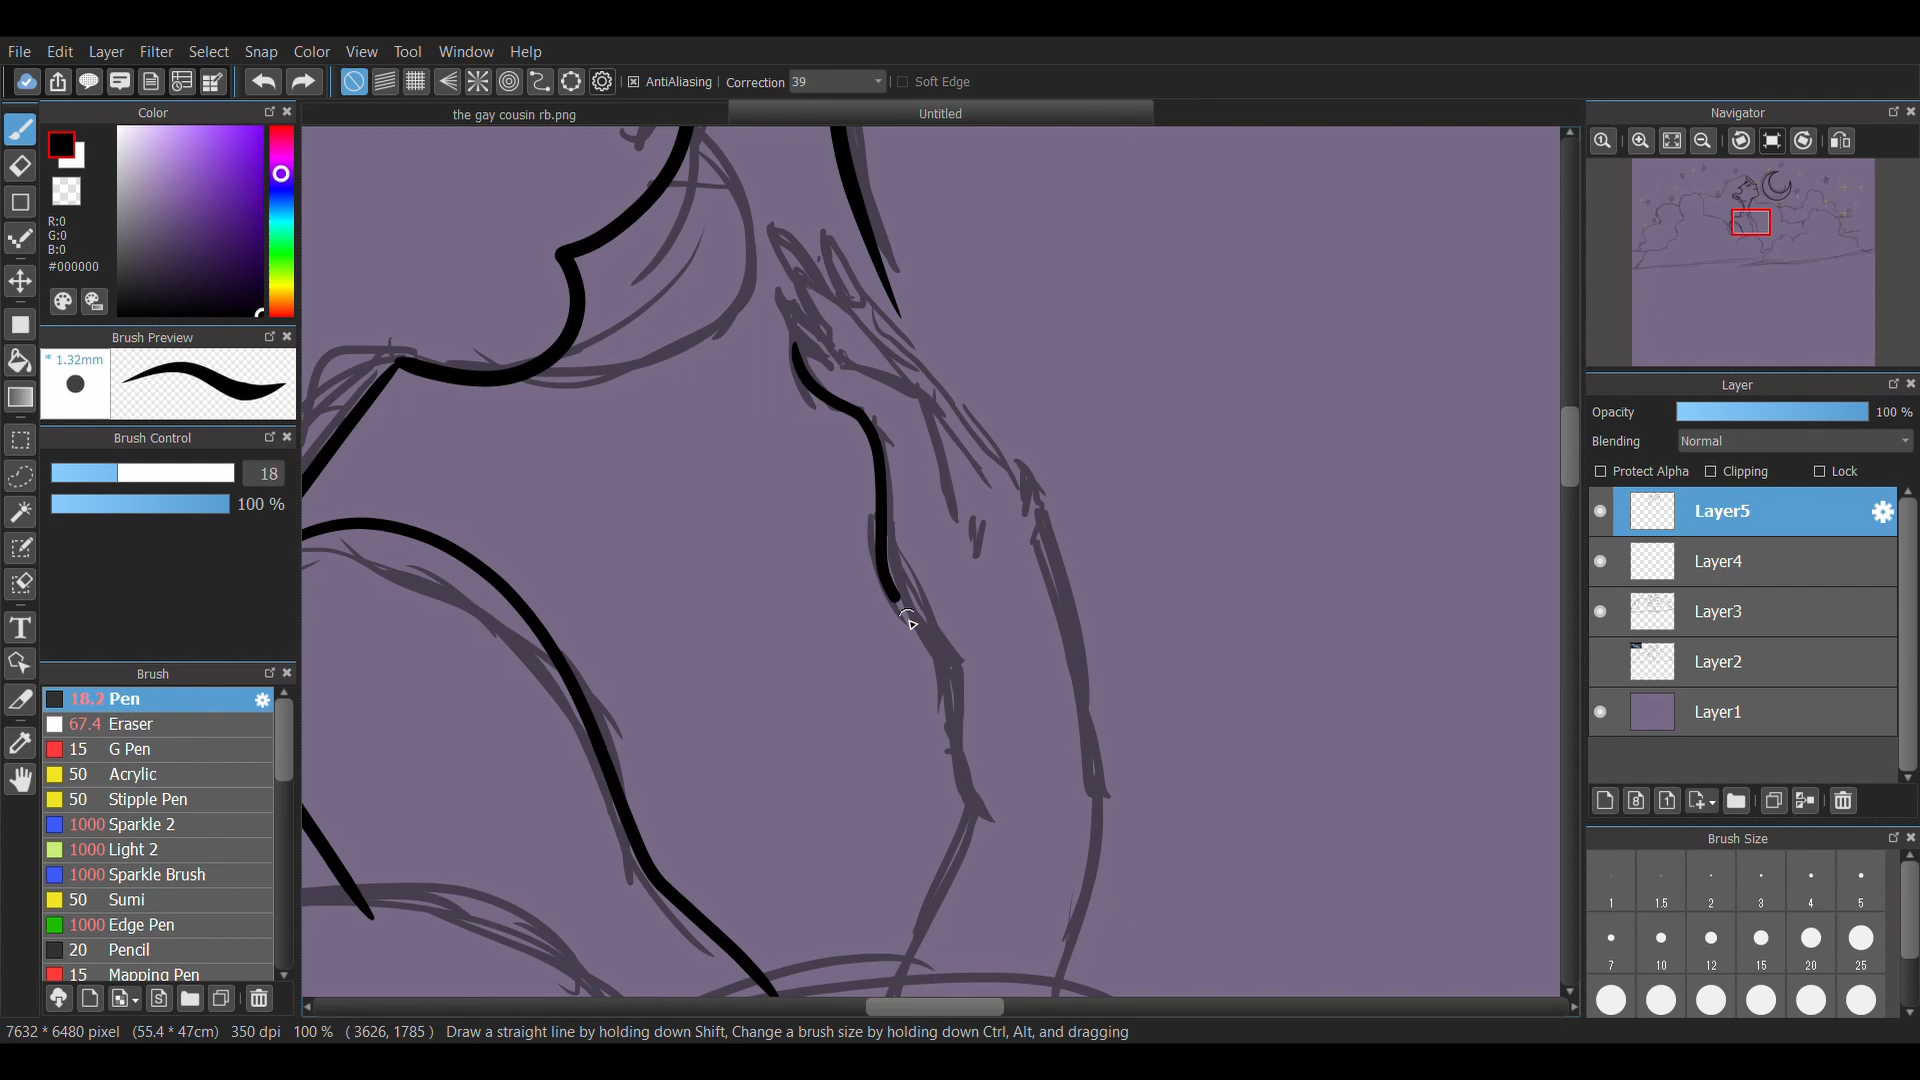 File Edit Layer Filter Select Snap Color View Tool Window Help
AntiAliasing Correction 39 Soft Edge
Color
the gay cousin rb.png
Untitled
Navigator
R:0
G:0
B:0
#000000
Brush Preview
* 1.32mm
Brush Control
18
100 %
Brush
18.2 Pen
67.4 Eraser
15 G Pen
50 Acrylic
50 Stipple Pen
1000 Sparkle 2
1000 Light 2
1000 Sparkle Brush
50 Sumi
1000 Edge Pen
20 Pencil
15 Mapping Pen
Layer
Opacity 100 %
Blending Normal
Protect Alpha Clipping Lock
Layer5
Layer4
Layer3
Layer2
Layer1
8 1
Brush Size
1 1.5 2 3 4 5
7 10 12 15 20 25
T
S
7632 * 6480 pixel (55.4 * 47cm) 350 dpi 100 % ( 3626, 1785 ) Draw a straight line by holding down Shift, Change a brush size by holding down Ctrl, Alt, and dragging